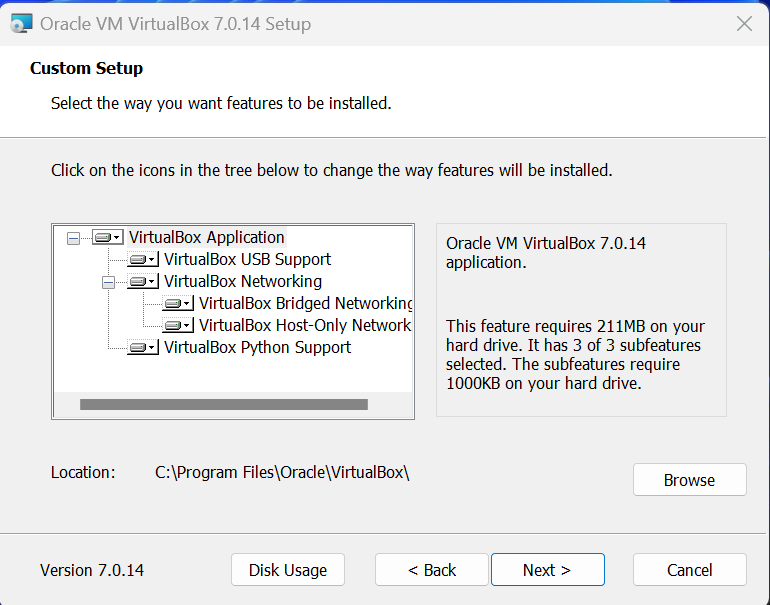 Oracle VM VirtualBox 7.0.14 Setup
Custom Setup
Select the way you want features to be installed.
Click on the icons in the tree below to change the way features will be installed.
VirtualBox Application
VirtualBox USB Support
VirtualBox Networking
VirtualBox Bridged Networking
VirtualBox Host-Only Network
VirtualBox Python Support
Oracle VM VirtualBox 7.0.14
application.
This feature requires 211MB on your
hard drive. It has 3 of 3 subfeatures
selected. The subfeatures require
1000KB on your hard drive.
Location: C:\Program Files\Oracle\VirtualBox\
Browse
Version 7.0.14
Disk Usage
< Back
Next >
Cancel